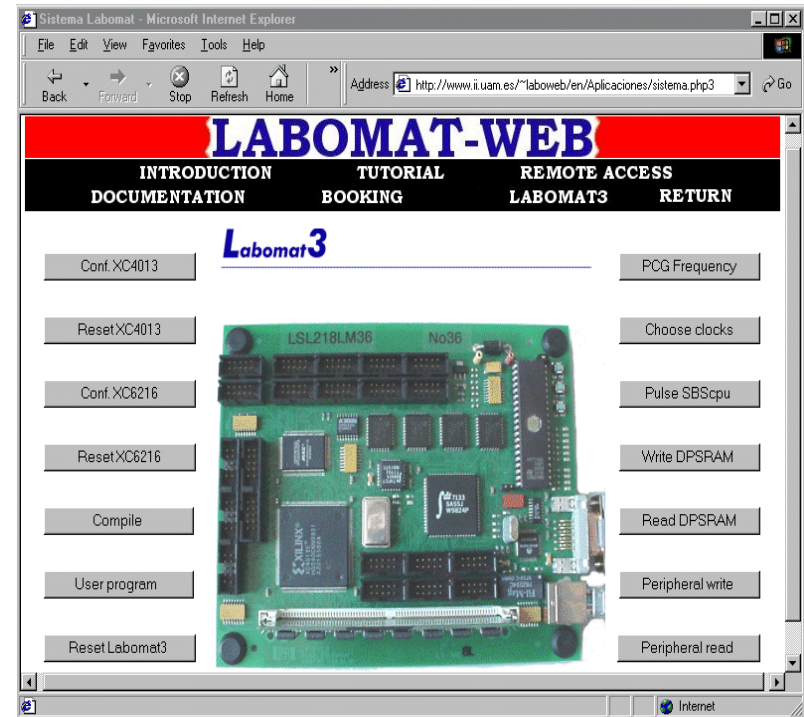 Sistema Labomat - Microsoft Internet Explorer
File Edit View Favorites Tools Help
Back Forward Stop Refresh Home » Address http://www.ii.uam.es/~laboweb/en/Aplicaciones/sistema.php3 Go
LABOMAT-WEB
INTRODUCTION TUTORIAL REMOTE ACCESS
DOCUMENTATION BOOKING LABOMAT3 RETURN
Labomat3
Conf. XC4013
Reset XC4013
Conf. XC6216
Reset XC6216
Compile
User program
Reset Labomat3
LSL218LM36 No36
7133
SA55J
W9824P
XILINX
PCG Frequency
Choose clocks
Pulse SBScpu
Write DPSRAM
Read DPSRAM
Peripheral write
Peripheral read
Internet